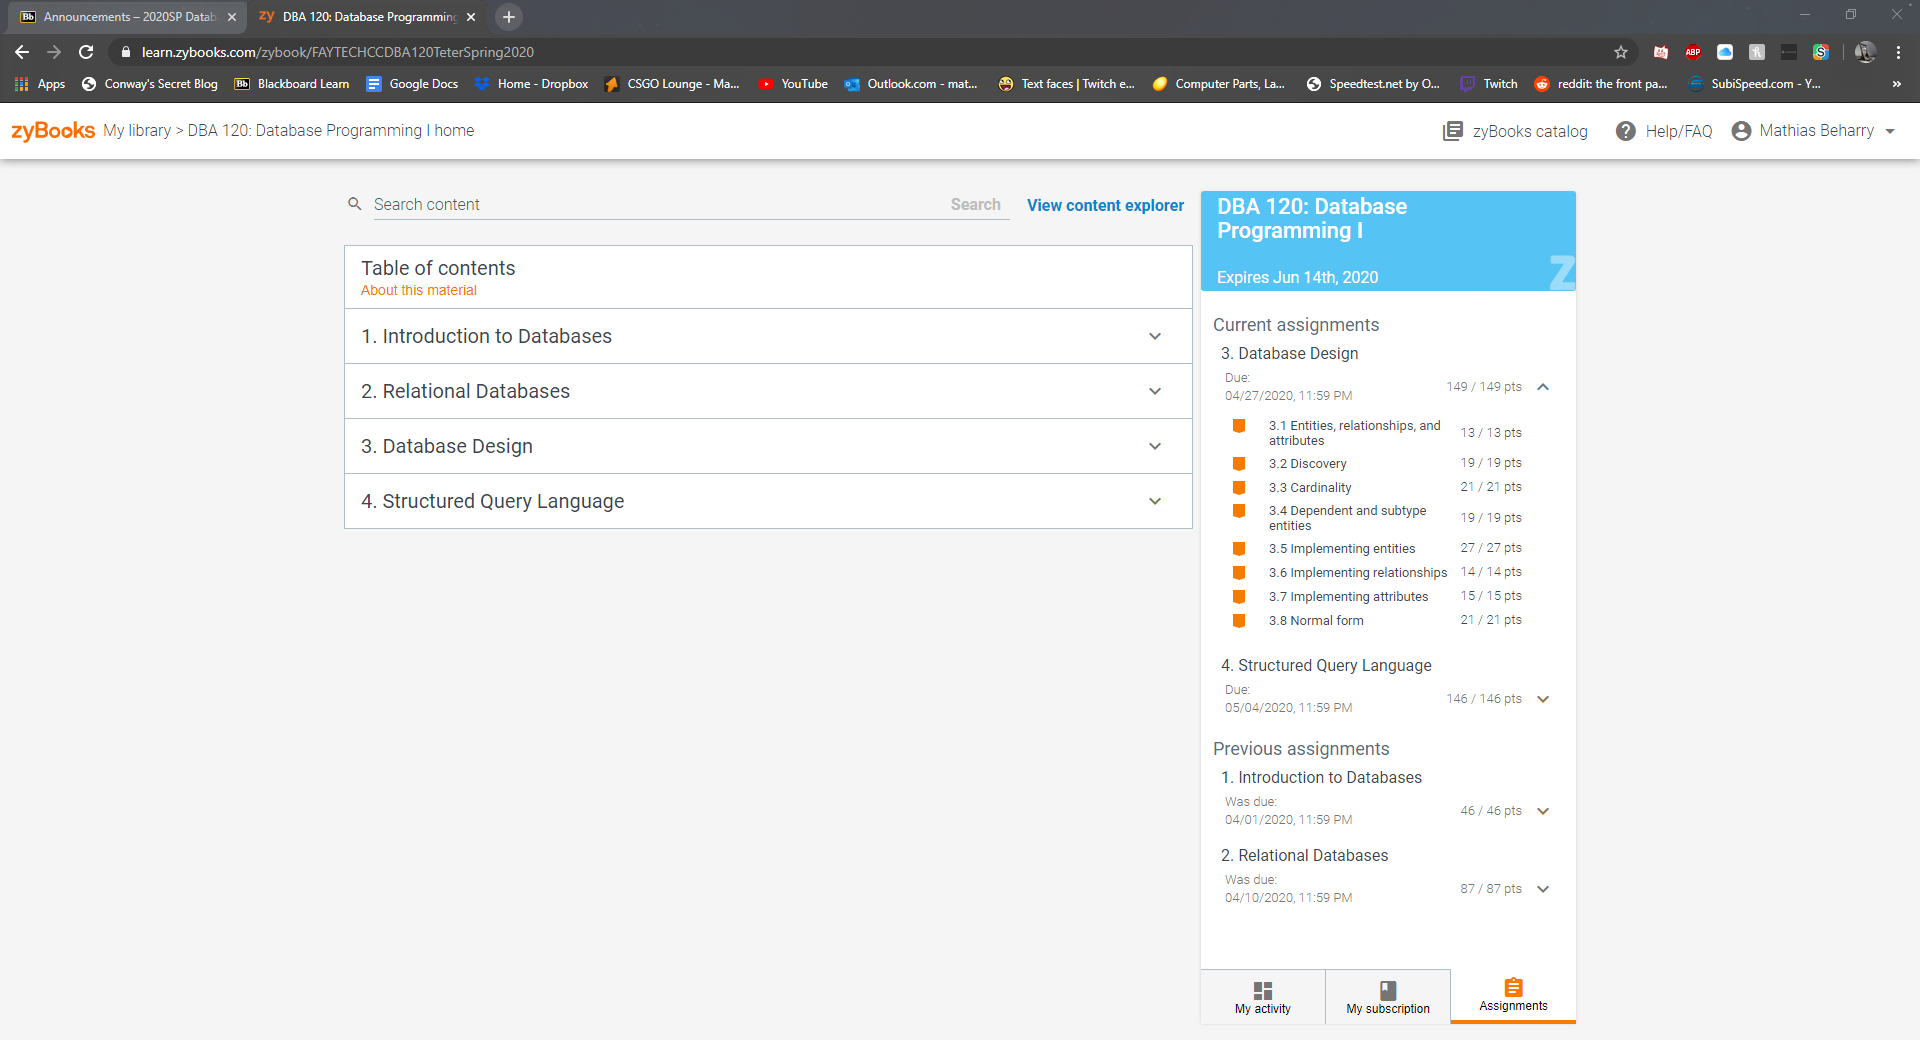 Bb Announcements – 2020SP Datab
zy DBA 120: Database Programming
learn.zybooks.com/zybook/FAYTECHCCDBA120TeterSpring2020
ABP
Apps Conway's Secret Blog Bb Blackboard Learn Google Docs Home - Dropbox CSGO Lounge - Ma... YouTube Outlook.com - mat... Text faces | Twitch e... Computer Parts, La... Speedtest.net by O... Twitch reddit: the front pa... SubiSpeed.com - Y... »
zyBooks My library > DBA 120: Database Programming I home
zyBooks catalog Help/FAQ Mathias Beharry
Search content Search View content explorer
Table of contents
About this material
1. Introduction to Databases
2. Relational Databases
3. Database Design
4. Structured Query Language
DBA 120: Database
Programming I
Expires Jun 14th, 2020
Z
Current assignments
3. Database Design
Due:
04/27/2020, 11:59 PM
149 / 149 pts
3.1 Entities, relationships, and
attributes
13 / 13 pts
3.2 Discovery 19 / 19 pts
3.3 Cardinality 21 / 21 pts
3.4 Dependent and subtype
entities
19 / 19 pts
3.5 Implementing entities 27 / 27 pts
3.6 Implementing relationships 14 / 14 pts
3.7 Implementing attributes 15 / 15 pts
3.8 Normal form 21 / 21 pts
4. Structured Query Language
Due:
05/04/2020, 11:59 PM
146 / 146 pts
Previous assignments
1. Introduction to Databases
Was due:
04/01/2020, 11:59 PM
46 / 46 pts
2. Relational Databases
Was due:
04/10/2020, 11:59 PM
87 / 87 pts
My activity My subscription Assignments